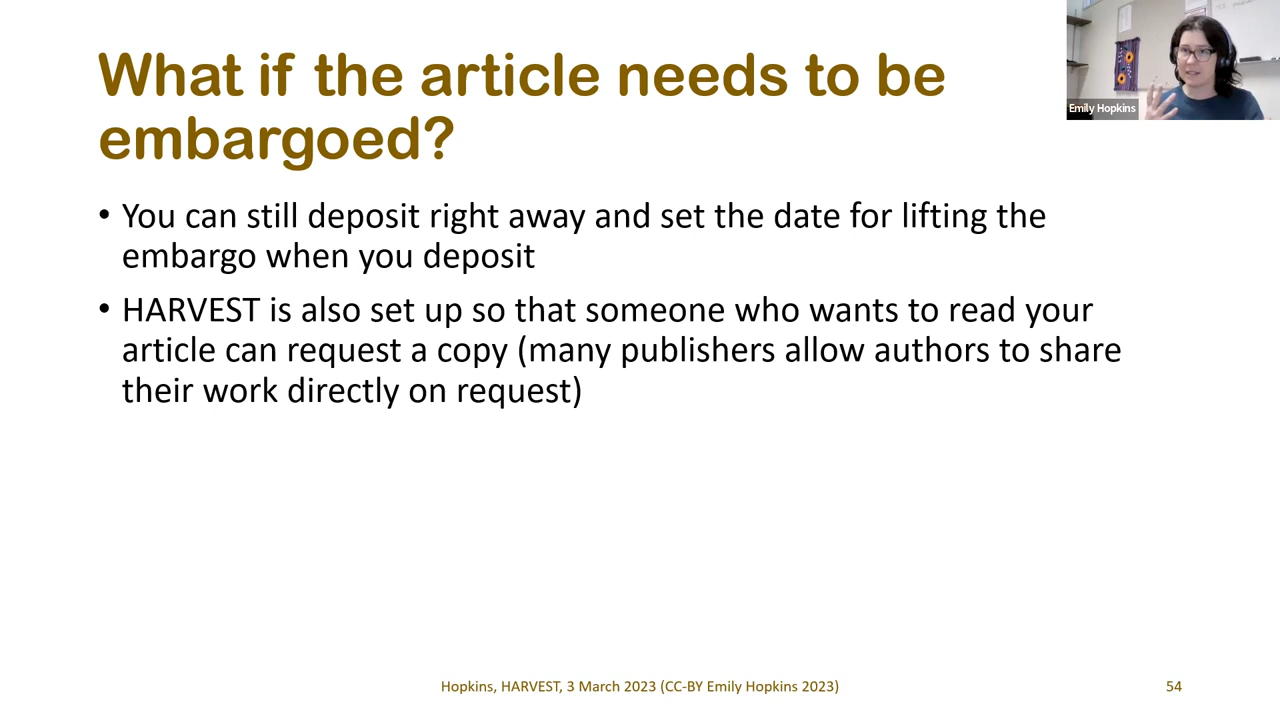 What if the article needs to be
embargoed?
Emily Hopkins
• You can still deposit right away and set the date for lifting the
embargo when you deposit
• HARVEST is also set up so that someone who wants to read your
article can request a copy (many publishers allow authors to share
their work directly on request)
Hopkins, HARVEST, 3 March 2023 (CC-BY Emily Hopkins 2023)
54